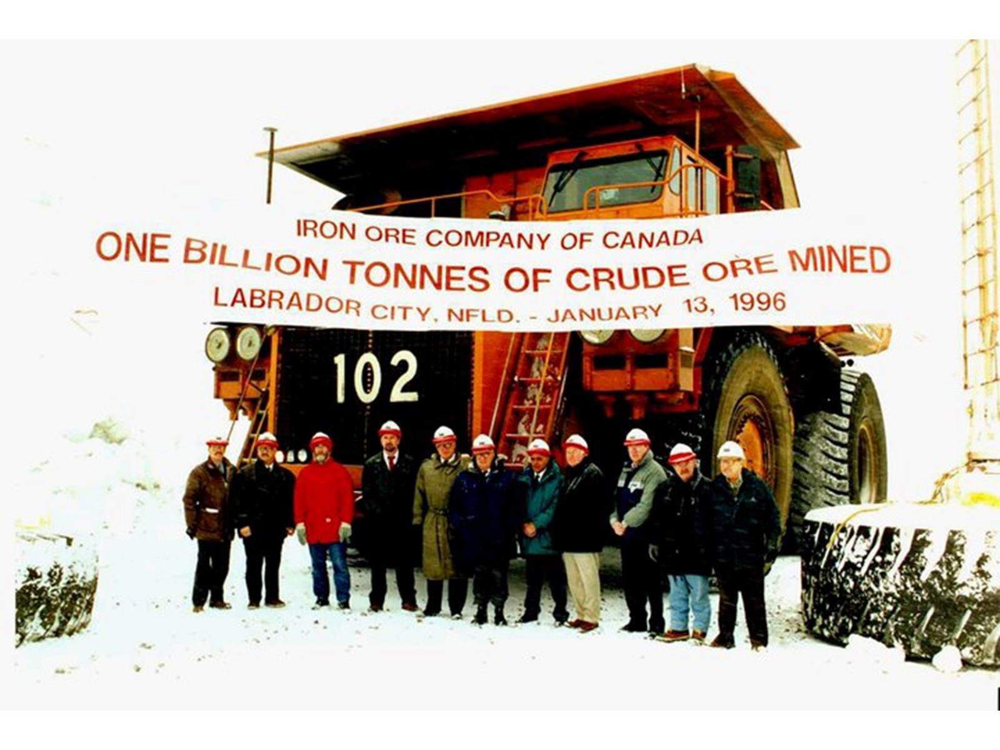 IRON ORE COMPANY OF CANADA
ONE BILLION TONNES OF CRUDE ORE MINED
LABRADOR CITY, NFLD. - JANUARY 13, 1996
102